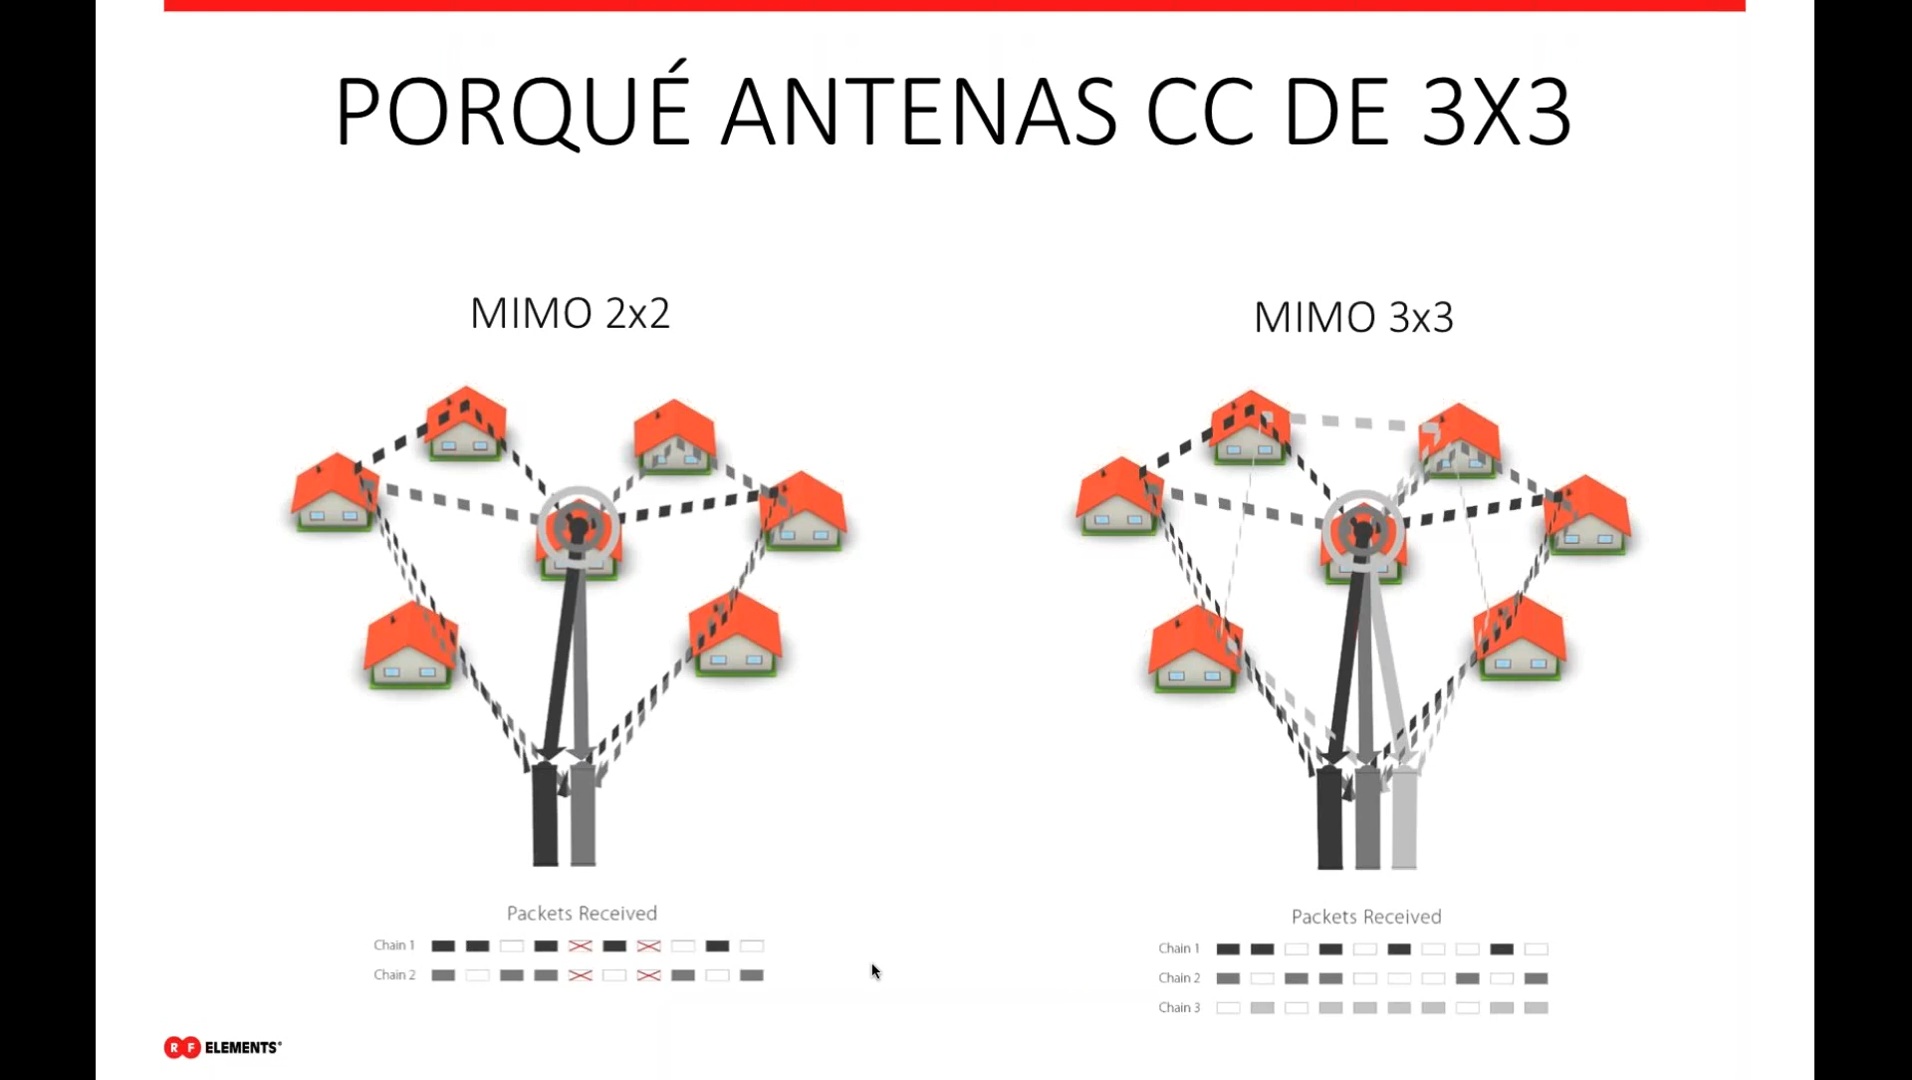 PORQUÉ ANTENAS CC DE 3X3
MIMO 2x2
MIMO 3x3
Packets Received
Chain 1
Chain 2
Packets Received
Chain 1
Chain 2
Chain 3
RF ELEMENTS®